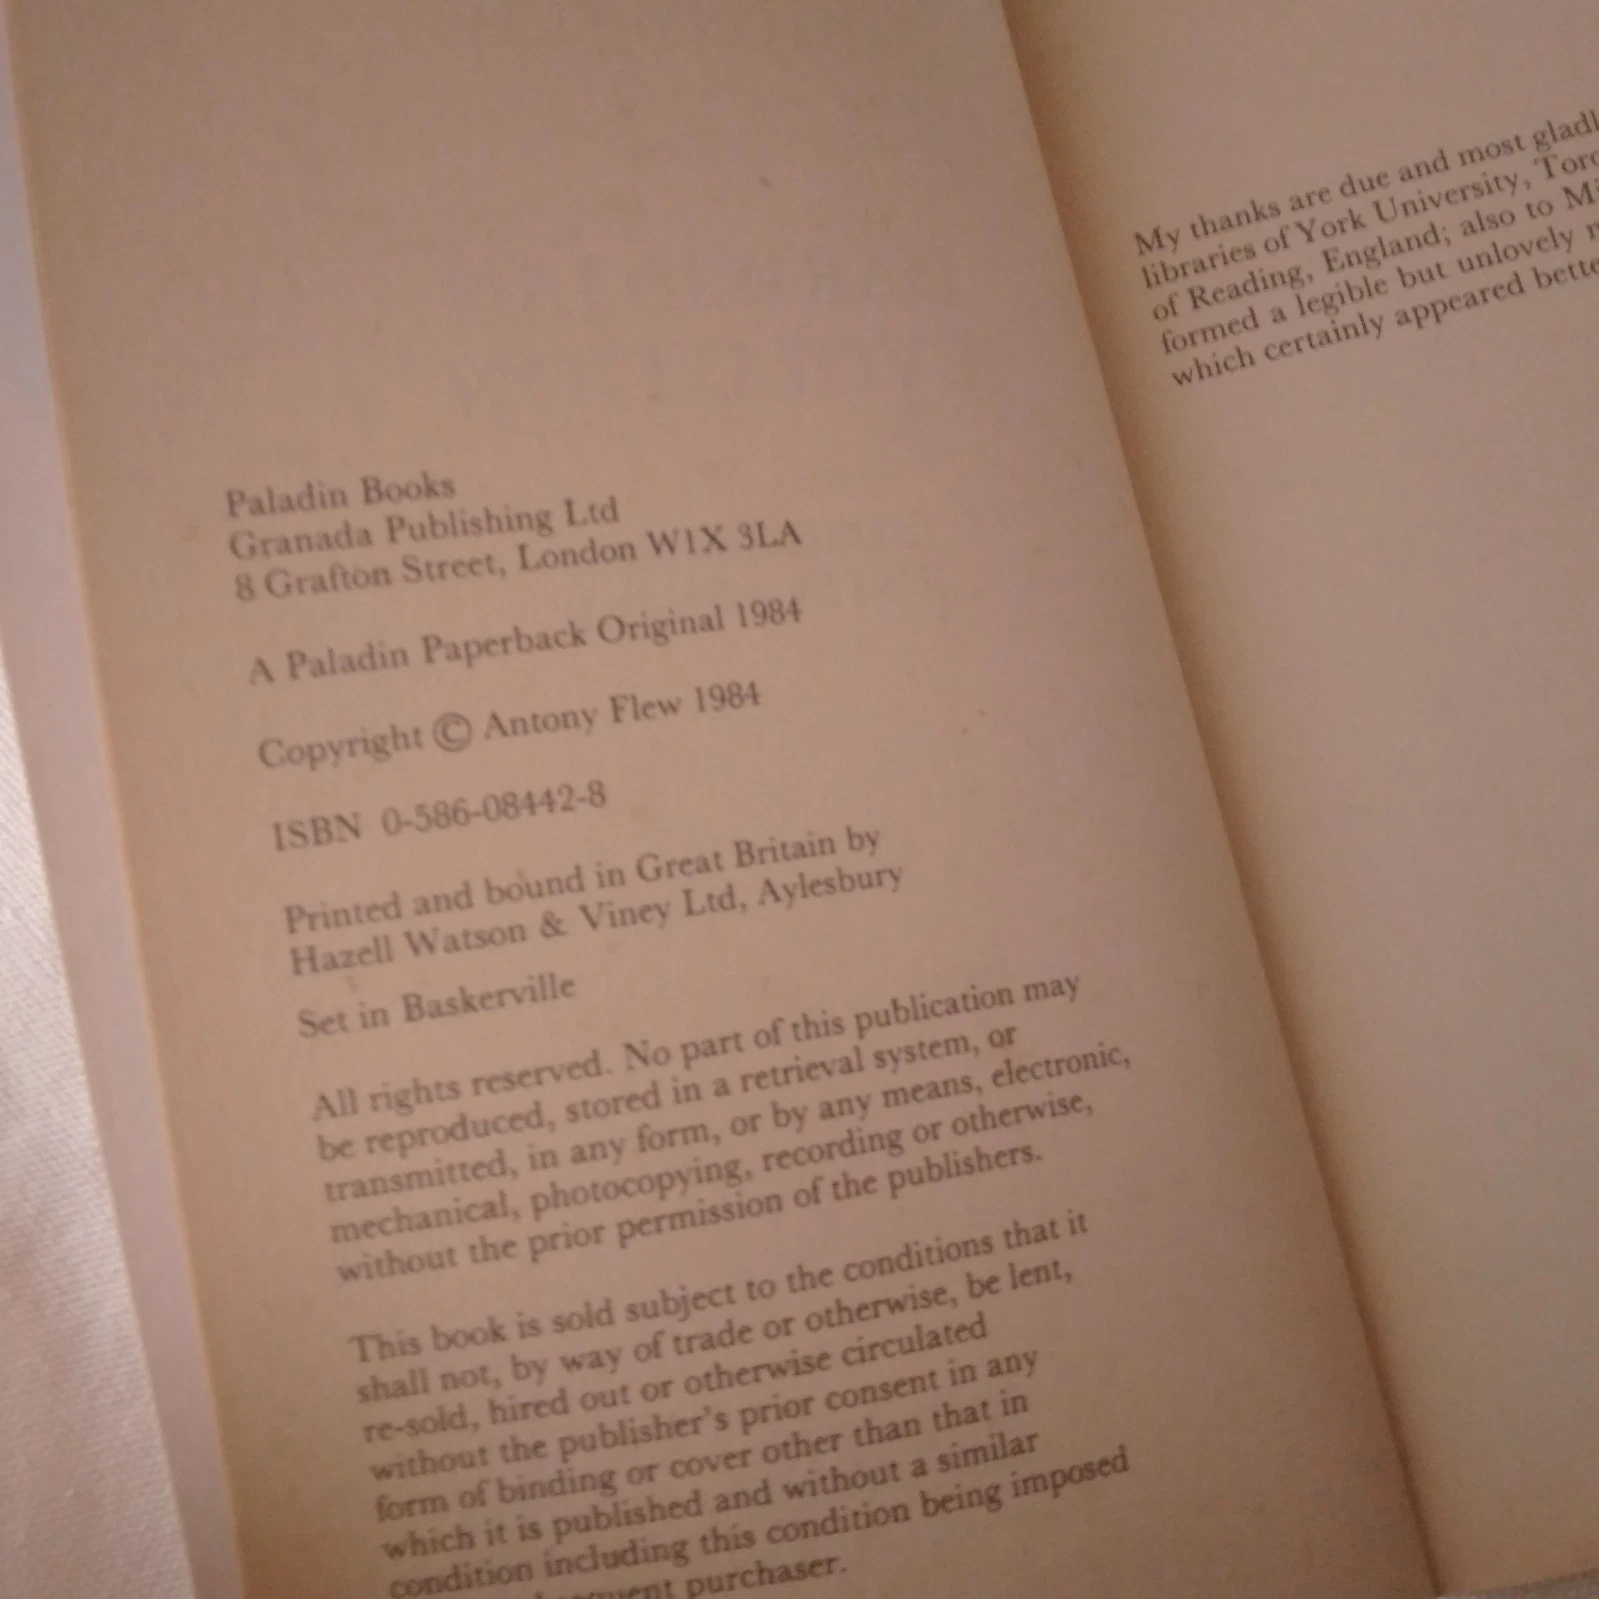 Paladin Books
Granada Publishing Ltd
8 Grafton Street, London W1X 3LA
A Paladin Paperback Original 1984
Copyright © Antony Flew 1984
ISBN 0-586-08442-8
Printed and bound in Great Britain by
Hazell Watson & Viney Ltd, Aylesbury
Set in Baskerville
All rights reserved. No part of this publication may
be reproduced, stored in a retrieval system, or
transmitted, in any form, or by any means, electronic,
mechanical, photocopying, recording or otherwise,
without the prior permission of the publishers.
This book is sold subject to the conditions that it
shall not, by way of trade or otherwise, be lent,
re-sold, hired out or otherwise circulated
without the publisher's prior consent in any
form of binding or cover other than that in
which it is published and without a similar
condition including this condition being imposed
purchaser.
My thanks are due and most
libraries of York University,
of Reading, England; also to
formed a legible but unlovely
which certainly appeared